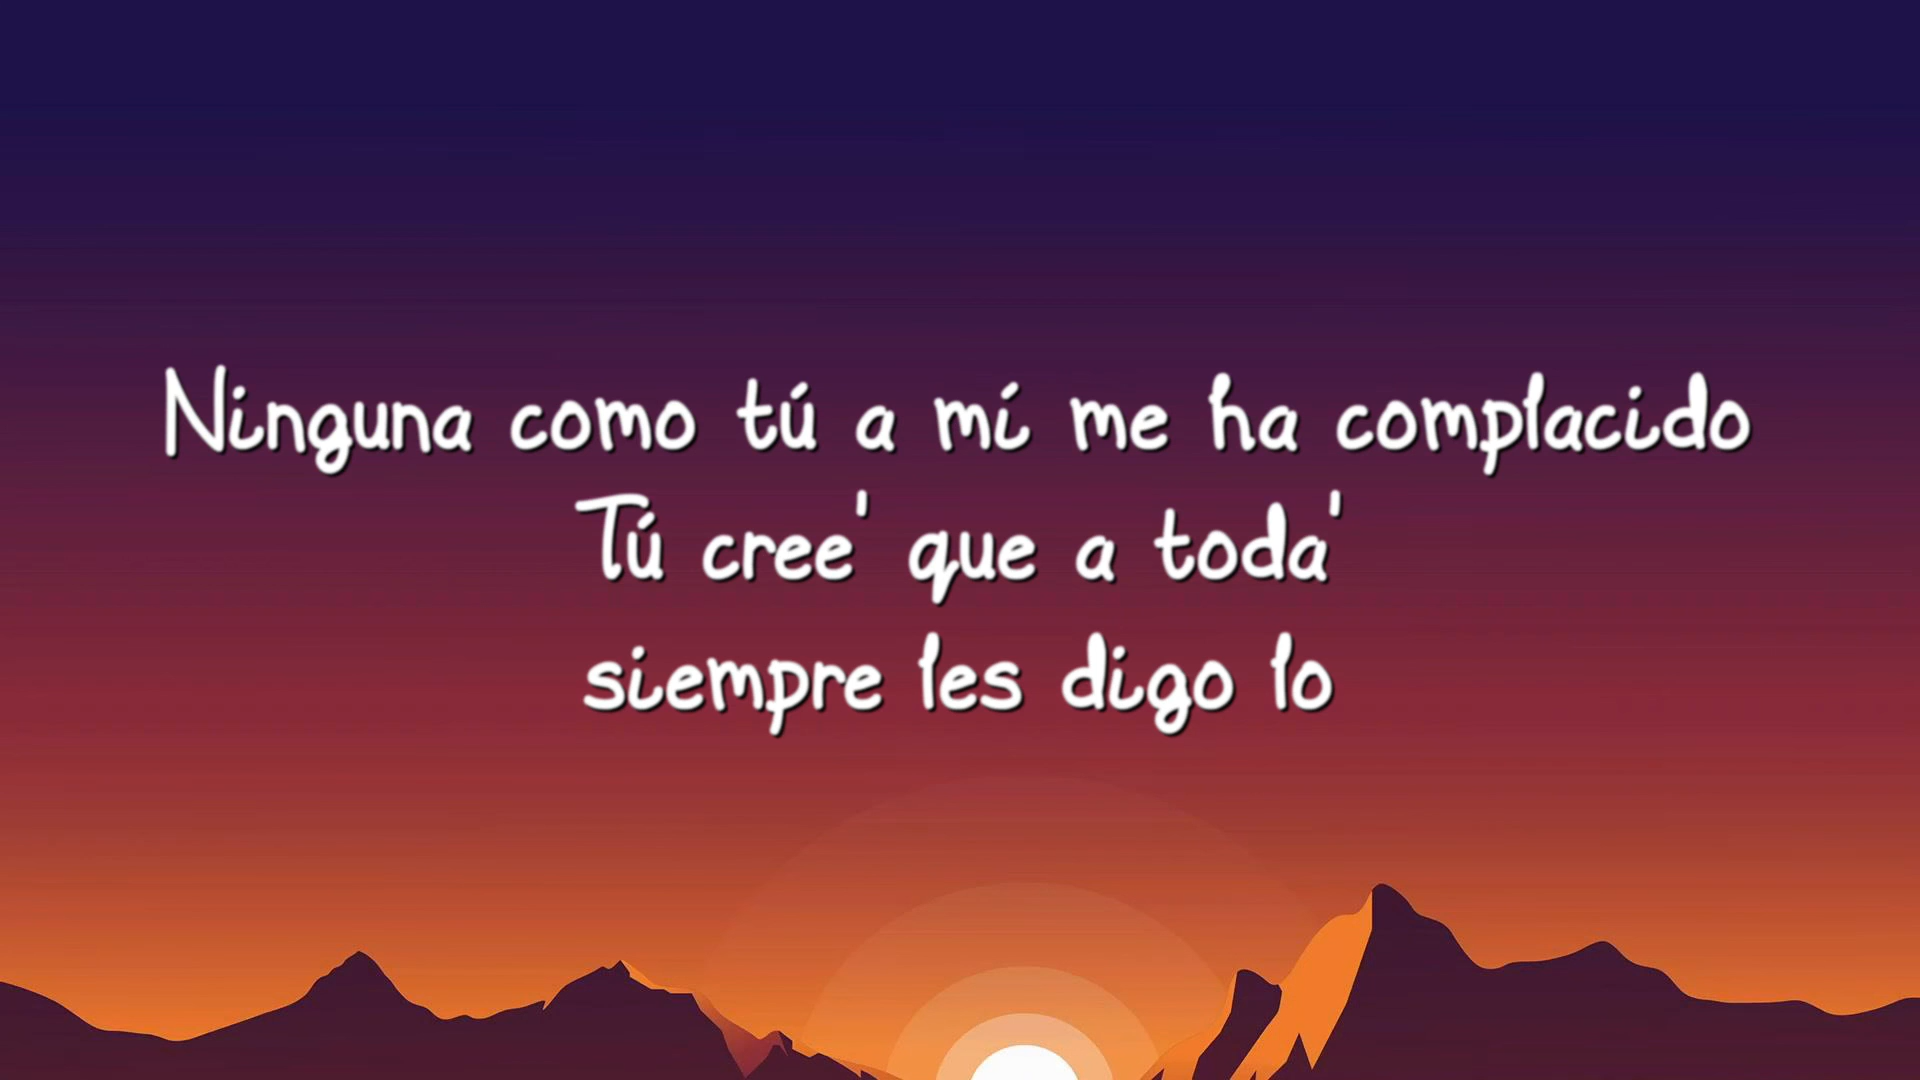 Ninguna como tú a mí me ha complacido
Tú cree' que a toda'
siempre les digo lo